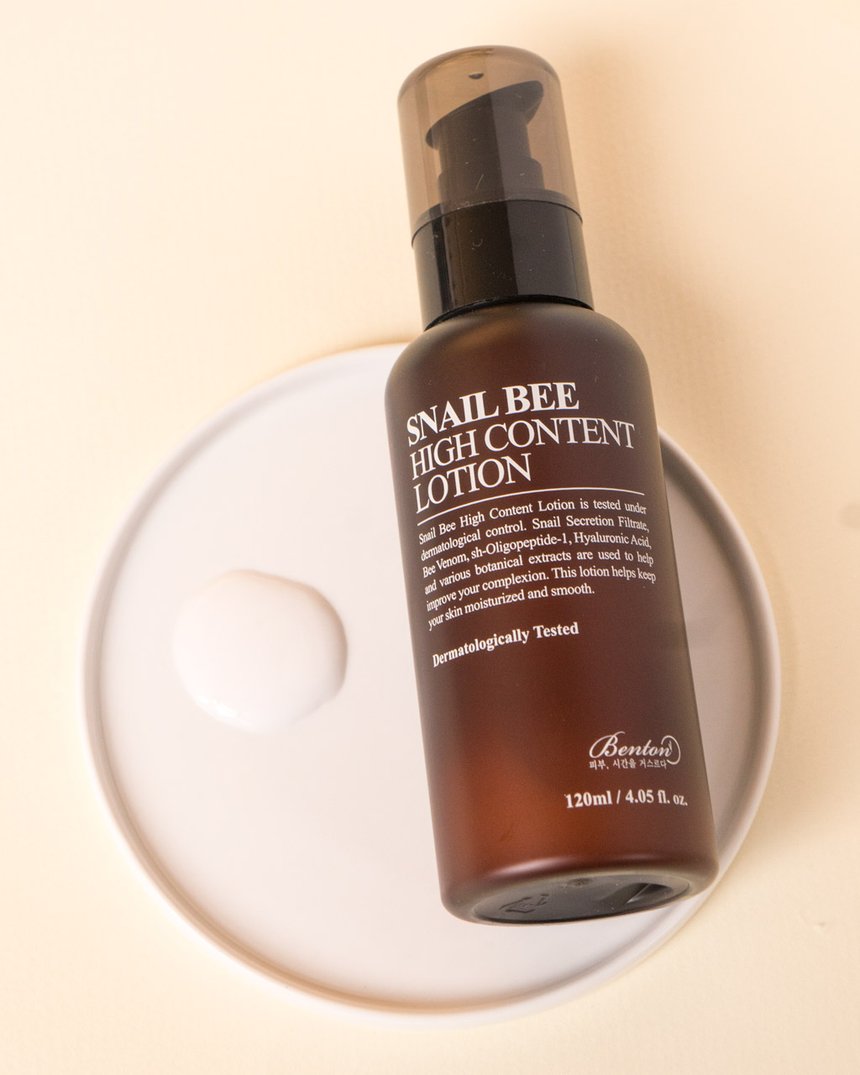 SNAIL BEE
HIGH CONTENT
LOTION
Snail Bee High Content Lotion is tested under
dermatological control. Snail Secretion Filtrate,
Bee Venom, sh-Oligopeptide-1, Hyaluronic Acid,
and various botanical extracts are used to help
improve your complexion. This lotion helps keep
your skin moisturized and smooth.
Dermatologically Tested
Benton
피부, 시간을 거스르다
120ml / 4.05 fl. oz.